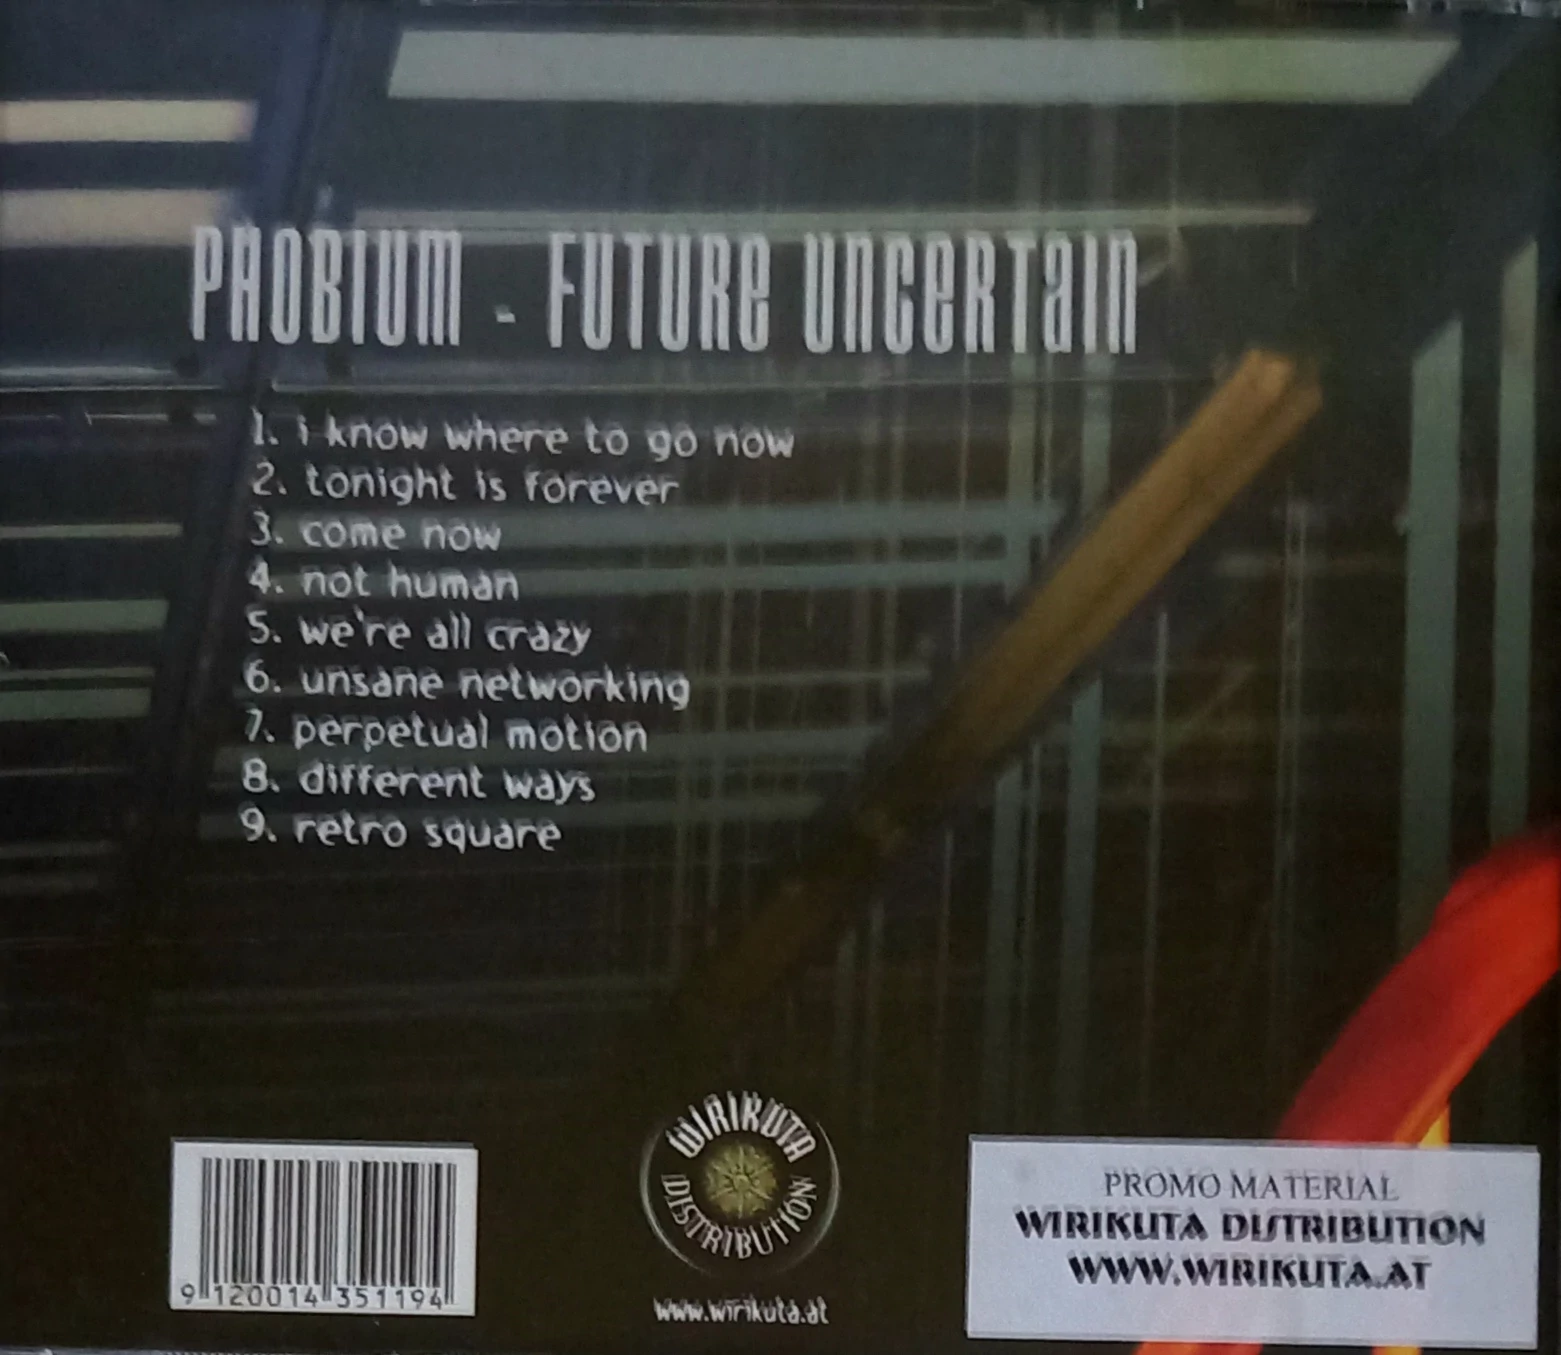 PHOBIUM - FUTURE UNCERTAIN
1. i know where to go now
2. tonight is forever
3. come now
4. not human
5. we're all crazy
6. unsane networking
7. perpetual motion
8. different ways
9. retro square
WIRIKUTA
DISTRIBUTION
www.wirikuta.at
9 120014 351194
PROMO MATERIAL
WIRIKUTA DISTRIBUTION
WWW.WIRIKUTA.AT